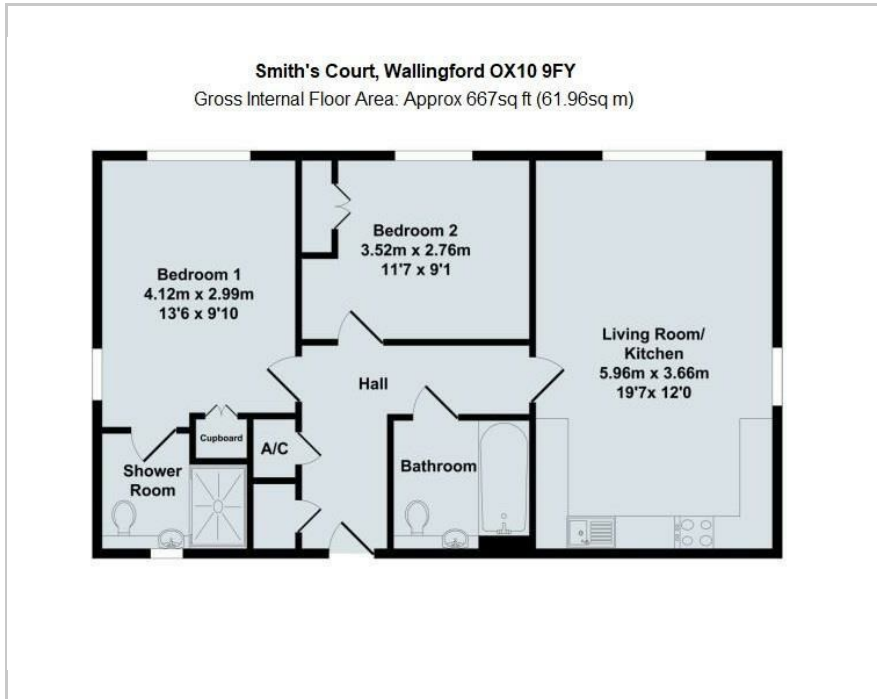 Smith's Court, Wallingford OX10 9FY
Gross Internal Floor Area: Approx 667sq ft (61.96sq m)
Bedroom 2
3.52m x 2.76m
11'7 x 9'1
Bedroom 1
4.12m x 2.99m
13'6 x 9'10
Living Room/
Kitchen
5.96m x 3.66m
19'7x 12'0
Hall
Cupboard
A/C
Shower
Room
Bathroom